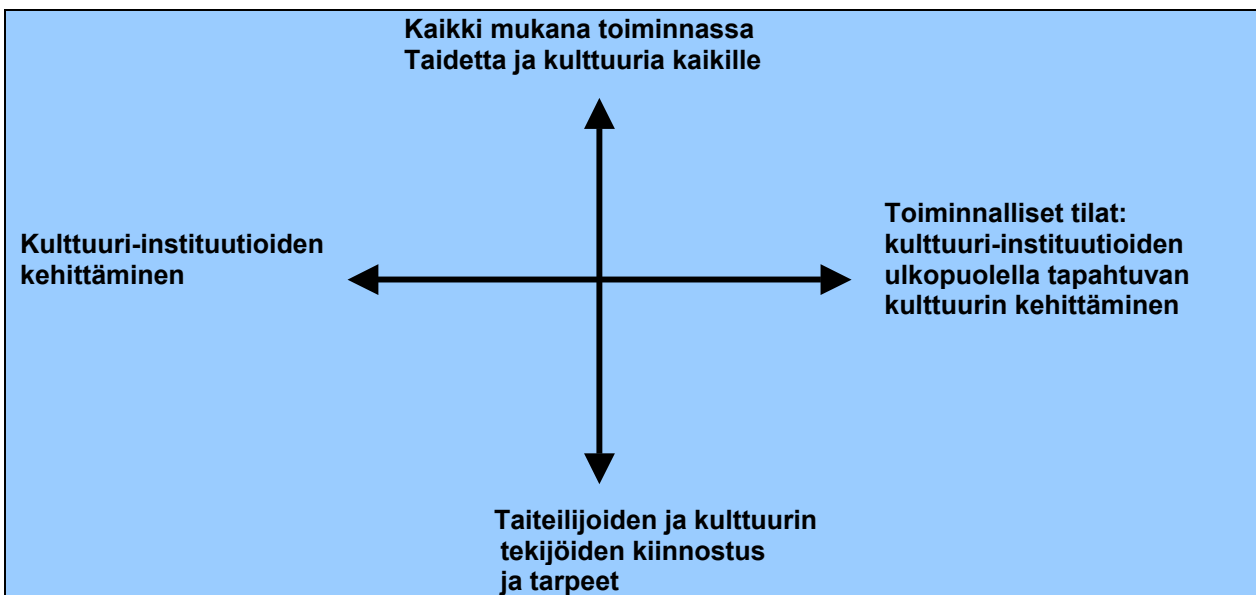 Kaikki mukana toiminnassa
Taidetta ja kulttuuria kaikille
Kulttuuri-instituutioiden
kehittäminen
Toiminnalliset tilat:
kulttuuri-instituutioiden
ulkopuolella tapahtuvan
kulttuurin kehittäminen
Taiteilijoiden ja kulttuurin
tekijöiden kiinnostus
ja tarpeet